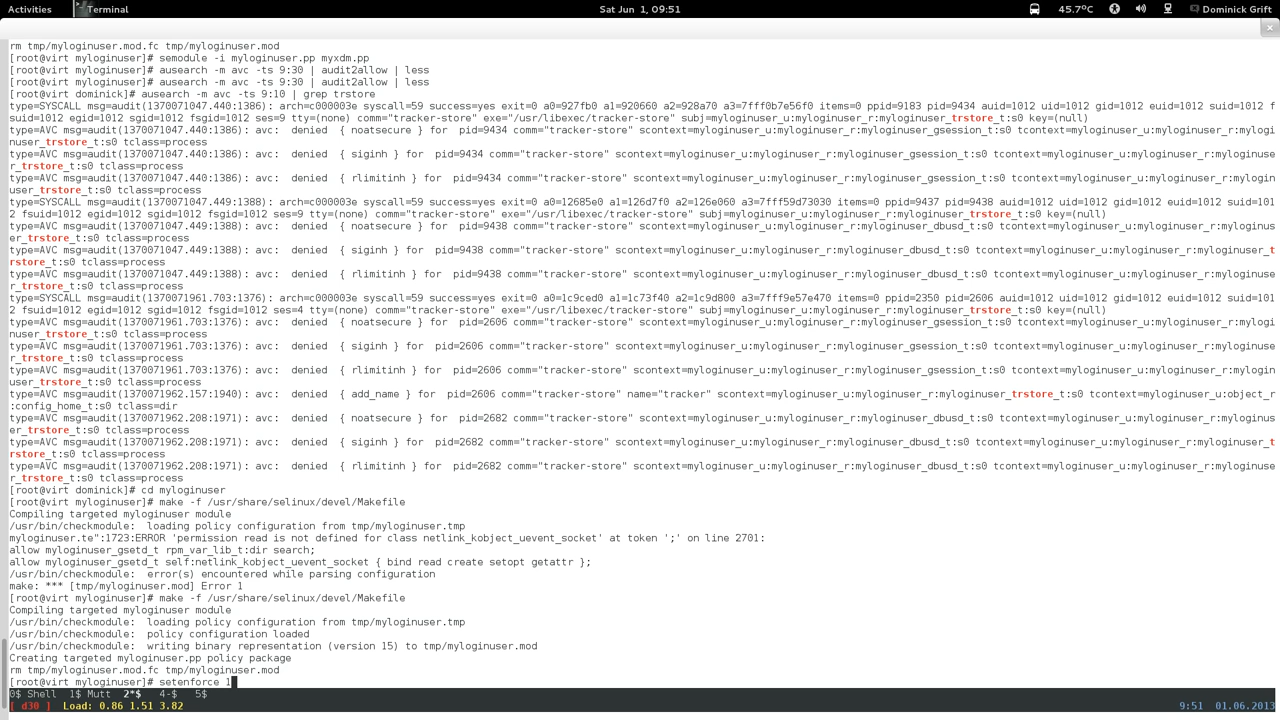 Activities Terminal Sat Jun 1, 09:51 45.7°C Dominick Grift
rm tmp/myloginuser.mod.fc tmp/myloginuser.mod
[root@virt myloginuser]# semodule -i myloginuser.pp myxdm.pp
[root@virt myloginuser]# ausearch -m avc -ts 9:30 | audit2allow | less
[root@virt myloginuser]# ausearch -m avc -ts 9:30 | audit2allow | less
[root@virt dominick]# ausearch -m avc -ts 9:10 | grep trstore
type=SYSCALL msg=audit(1370071047.440:1386): arch=c000003e syscall=59 success=yes exit=0 a0=927fb0 a1=920660 a2=928a70 a3=7fff0b7e56f0 items=0 ppid=9183 pid=9434 auid=1012 uid=1012 gid=1012 euid=1012 suid=1012 f
suid=1012 egid=1012 sgid=1012 fsgid=1012 ses=9 tty=(none) comm="tracker-store" exe="/usr/libexec/tracker-store" subj=myloginuser_u:myloginuser_r:myloginuser_trstore_t:s0 key=(null)
type=AVC msg=audit(1370071047.440:1386): avc:  denied  { noatsecure } for  pid=9434 comm="tracker-store" scontext=myloginuser_u:myloginuser_r:myloginuser_gsession_t:s0 tcontext=myloginuser_u:myloginuser_r:mylogi
nuser_trstore_t:s0 tclass=process
type=AVC msg=audit(1370071047.440:1386): avc:  denied  { siginh } for  pid=9434 comm="tracker-store" scontext=myloginuser_u:myloginuser_r:myloginuser_gsession_t:s0 tcontext=myloginuser_u:myloginuser_r:myloginuse
r_trstore_t:s0 tclass=process
type=AVC msg=audit(1370071047.440:1386): avc:  denied  { rlimitinh } for  pid=9434 comm="tracker-store" scontext=myloginuser_u:myloginuser_r:myloginuser_gsession_t:s0 tcontext=myloginuser_u:myloginuser_r:mylogin
user_trstore_t:s0 tclass=process
type=SYSCALL msg=audit(1370071047.449:1388): arch=c000003e syscall=59 success=yes exit=0 a0=12685e0 a1=126d7f0 a2=126e060 a3=7fff59d73030 items=0 ppid=9437 pid=9438 auid=1012 uid=1012 gid=1012 euid=1012 suid=101
2 fsuid=1012 egid=1012 sgid=1012 fsgid=1012 ses=9 tty=(none) comm="tracker-store" exe="/usr/libexec/tracker-store" subj=myloginuser_u:myloginuser_r:myloginuser_trstore_t:s0 key=(null)
type=AVC msg=audit(1370071047.449:1388): avc:  denied  { noatsecure } for  pid=9438 comm="tracker-store" scontext=myloginuser_u:myloginuser_r:myloginuser_dbusd_t:s0 tcontext=myloginuser_u:myloginuser_r:myloginus
er_trstore_t:s0 tclass=process
type=AVC msg=audit(1370071047.449:1388): avc:  denied  { siginh } for  pid=9438 comm="tracker-store" scontext=myloginuser_u:myloginuser_r:myloginuser_dbusd_t:s0 tcontext=myloginuser_u:myloginuser_r:myloginuser_t
rstore_t:s0 tclass=process
type=AVC msg=audit(1370071047.449:1388): avc:  denied  { rlimitinh } for  pid=9438 comm="tracker-store" scontext=myloginuser_u:myloginuser_r:myloginuser_dbusd_t:s0 tcontext=myloginuser_u:myloginuser_r:myloginuse
r_trstore_t:s0 tclass=process
type=SYSCALL msg=audit(1370071961.703:1376): arch=c000003e syscall=59 success=yes exit=0 a0=1c9ced0 a1=1c73f40 a2=1c9d800 a3=7fff9e57e470 items=0 ppid=2350 pid=2606 auid=1012 uid=1012 gid=1012 euid=1012 suid=101
2 fsuid=1012 egid=1012 sgid=1012 fsgid=1012 ses=4 tty=(none) comm="tracker-store" exe="/usr/libexec/tracker-store" subj=myloginuser_u:myloginuser_r:myloginuser_trstore_t:s0 key=(null)
type=AVC msg=audit(1370071961.703:1376): avc:  denied  { noatsecure } for  pid=2606 comm="tracker-store" scontext=myloginuser_u:myloginuser_r:myloginuser_gsession_t:s0 tcontext=myloginuser_u:myloginuser_r:mylogi
nuser_trstore_t:s0 tclass=process
type=AVC msg=audit(1370071961.703:1376): avc:  denied  { siginh } for  pid=2606 comm="tracker-store" scontext=myloginuser_u:myloginuser_r:myloginuser_gsession_t:s0 tcontext=myloginuser_u:myloginuser_r:myloginuse
r_trstore_t:s0 tclass=process
type=AVC msg=audit(1370071961.703:1376): avc:  denied  { rlimitinh } for  pid=2606 comm="tracker-store" scontext=myloginuser_u:myloginuser_r:myloginuser_gsession_t:s0 tcontext=myloginuser_u:myloginuser_r:mylogin
user_trstore_t:s0 tclass=process
type=AVC msg=audit(1370071962.157:1940): avc:  denied  { add_name } for  pid=2606 comm="tracker-store" name="tracker" scontext=myloginuser_u:myloginuser_r:myloginuser_trstore_t:s0 tcontext=myloginuser_u:object_r
:config_home_t:s0 tclass=dir
type=AVC msg=audit(1370071962.208:1971): avc:  denied  { noatsecure } for  pid=2682 comm="tracker-store" scontext=myloginuser_u:myloginuser_r:myloginuser_dbusd_t:s0 tcontext=myloginuser_u:myloginuser_r:myloginus
er_trstore_t:s0 tclass=process
type=AVC msg=audit(1370071962.208:1971): avc:  denied  { siginh } for  pid=2682 comm="tracker-store" scontext=myloginuser_u:myloginuser_r:myloginuser_dbusd_t:s0 tcontext=myloginuser_u:myloginuser_r:myloginuser_t
rstore_t:s0 tclass=process
type=AVC msg=audit(1370071962.208:1971): avc:  denied  { rlimitinh } for  pid=2682 comm="tracker-store" scontext=myloginuser_u:myloginuser_r:myloginuser_dbusd_t:s0 tcontext=myloginuser_u:myloginuser_r:myloginuse
r_trstore_t:s0 tclass=process
[root@virt dominick]# cd myloginuser
[root@virt myloginuser]# make -f /usr/share/selinux/devel/Makefile
Compiling targeted myloginuser module
/usr/bin/checkmodule:  loading policy configuration from tmp/myloginuser.tmp
myloginuser.te":1723:ERROR 'permission read is not defined for class netlink_kobject_uevent_socket' at token ';' on line 2701:
allow myloginuser_gsetd_t rpm_var_lib_t:dir search;
allow myloginuser_gsetd_t self:netlink_kobject_uevent_socket { bind read create setopt getattr };
/usr/bin/checkmodule:  error(s) encountered while parsing configuration
make: *** [tmp/myloginuser.mod] Error 1
[root@virt myloginuser]# make -f /usr/share/selinux/devel/Makefile
Compiling targeted myloginuser module
/usr/bin/checkmodule:  loading policy configuration from tmp/myloginuser.tmp
/usr/bin/checkmodule:  policy configuration loaded
/usr/bin/checkmodule:  writing binary representation (version 15) to tmp/myloginuser.mod
Creating targeted myloginuser.pp policy package
rm tmp/myloginuser.mod.fc tmp/myloginuser.mod
[root@virt myloginuser]# setenforce 1
0$ Shell  1$ Mutt  2*$  4-$  5$
[ d30 ]  Load: 0.86 1.51 3.82 9:51 01.06.2013